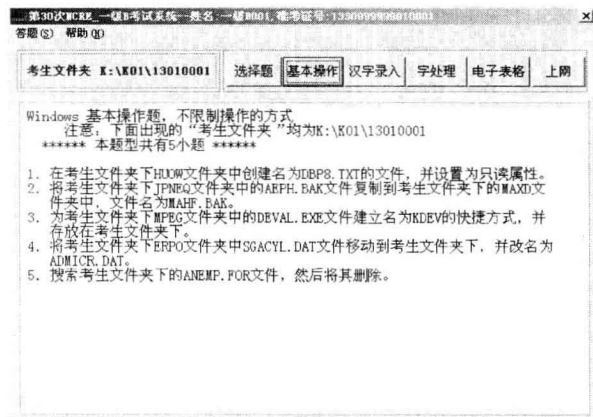 第30次NCRE_一级B考试系统--姓名:一级B001,准考证号:1330999999010001
答题(S) 帮助(H)
考生文件夹 K:\K01\13010001 选择题 基本操作 汉字录入 字处理 电子表格 上网
Windows 基本操作题，不限制操作的方式
注意：下面出现的“考生文件夹”均为K:\K01\13010001
****** 本题型共有5小题 ******
1. 在考生文件夹下HUOW文件夹中创建名为DBP8.TXT的文件，并设置为只读属性。
2. 将考生文件夹下JPNEQ文件夹中的AEPH.BAK文件复制到考生文件夹下的MAXD文
件夹中，文件名为MAHF.BAK。
3. 为考生文件夹下MPEG文件夹中的DEVAL.EXE文件建立名为KDEV的快捷方式，并
存放在考生文件夹下。
4. 将考生文件夹下ERPO文件夹中SGACYL.DAT文件移动到考生文件夹下，并改名为
ADMICR.DAT。
5. 搜索考生文件夹下的ANEMP.FOR文件，然后将其删除。